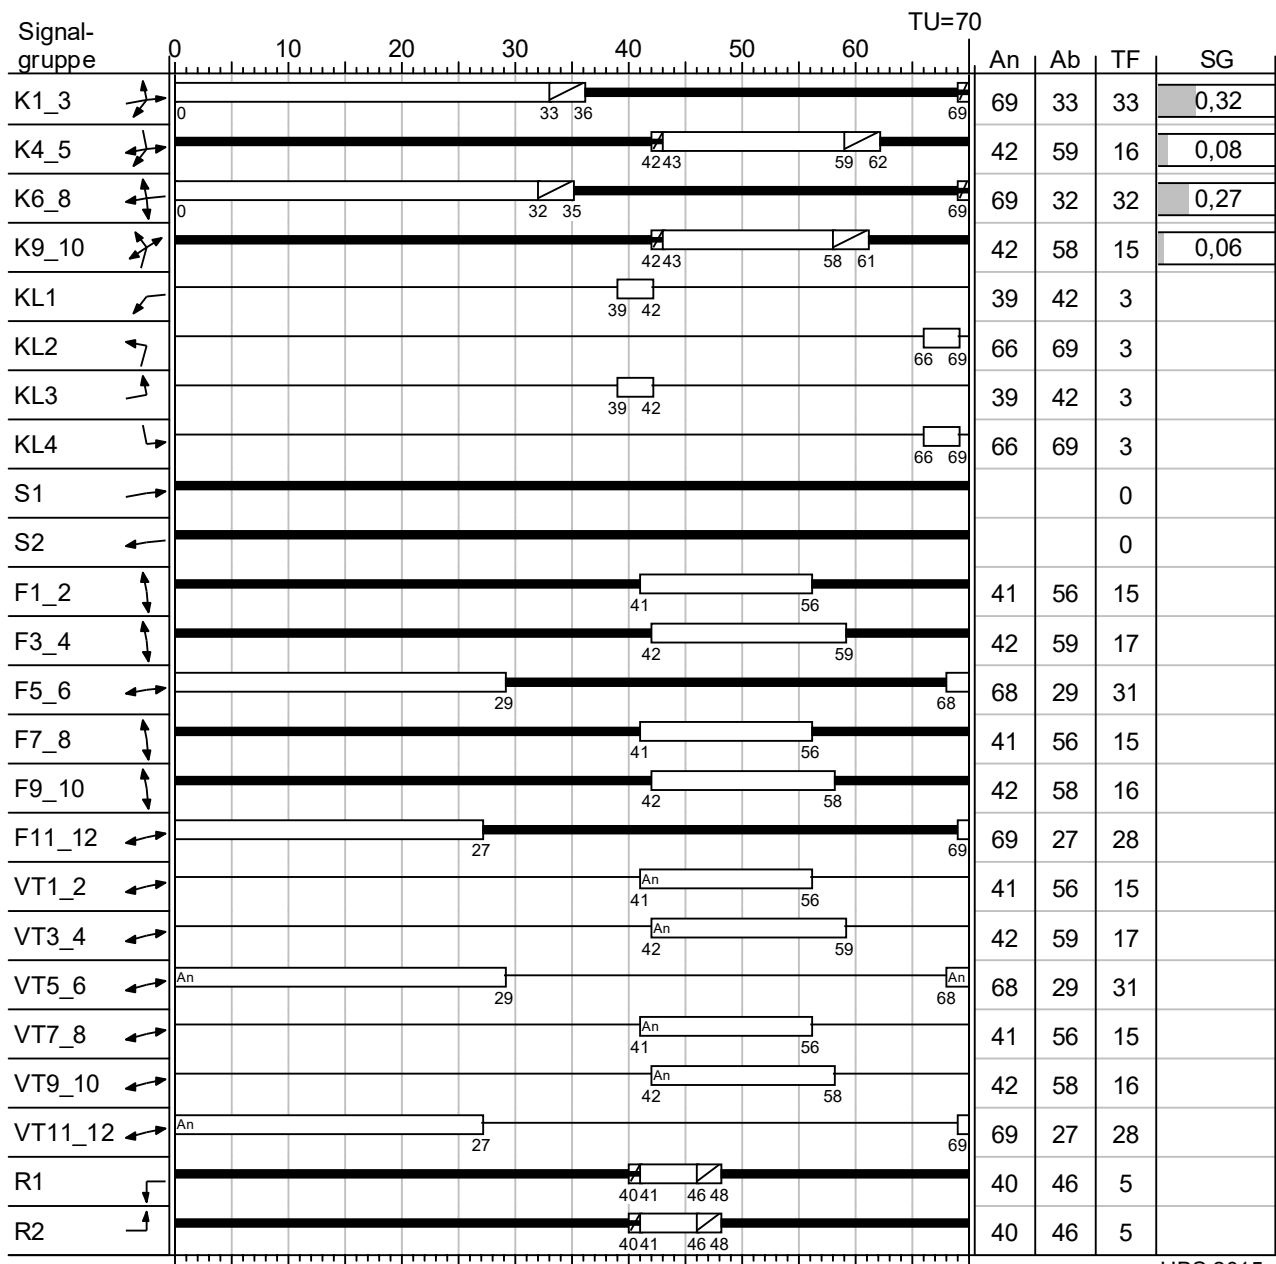 TU=70
Signal-
gruppe 0 10 20 30 40 50 60 An Ab TF SG
K1_3 0 33 36 69 69 33 33 0,32
K4_5 42 43 59 62 42 59 16 0,08
K6_8 0 32 35 69 69 32 32 0,27
K9_10 42 43 58 61 42 58 15 0,06
KL1 39 42 39 42 3
KL2 66 69 66 69 3
KL3 39 42 39 42 3
KL4 66 69 66 69 3
S1 0
S2 0
F1_2 41 56 41 56 15
F3_4 42 59 42 59 17
F5_6 29 68 68 29 31
F7_8 41 56 41 56 15
F9_10 42 58 42 58 16
F11_12 27 69 69 27 28
VT1_2 An 41 56 41 56 15
VT3_4 An 42 59 42 59 17
VT5_6 An An 29 68 68 29 31
VT7_8 An 41 56 41 56 15
VT9_10 An 42 58 42 58 16
VT11_12 An 27 69 69 27 28
R1 40 41 46 48 40 46 5
R2 40 41 46 48 40 46 5